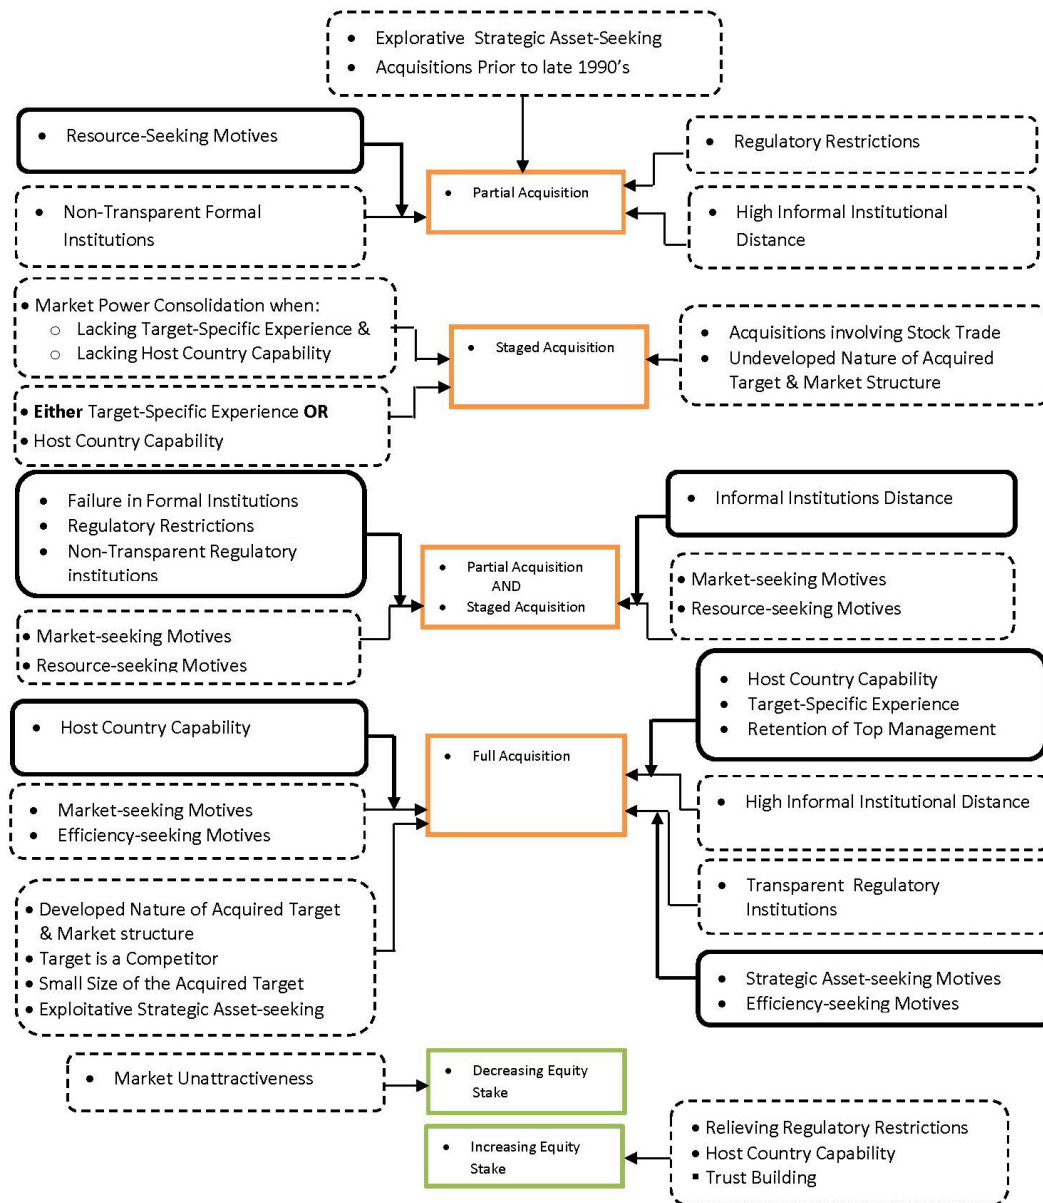 • Explorative Strategic Asset-Seeking
• Acquisitions Prior to late 1990's
• Resource-Seeking Motives
• Non-Transparent Formal
Institutions
• Partial Acquisition
• Regulatory Restrictions
• High Informal Institutional
Distance
• Market Power Consolidation when:
○ Lacking Target-Specific Experience &
○ Lacking Host Country Capability
• Either Target-Specific Experience OR
• Host Country Capability
• Staged Acquisition
• Acquisitions involving Stock Trade
• Undeveloped Nature of Acquired
Target & Market Structure
• Failure in Formal Institutions
• Regulatory Restrictions
• Non-Transparent Regulatory
institutions
• Market-seeking Motives
• Resource-seeking Motives
• Partial Acquisition
AND
• Staged Acquisition
• Informal Institutions Distance
• Market-seeking Motives
• Resource-seeking Motives
• Host Country Capability
• Market-seeking Motives
• Efficiency-seeking Motives
• Developed Nature of Acquired Target
& Market structure
• Target is a Competitor
• Small Size of the Acquired Target
• Exploitative Strategic Asset-seeking
• Full Acquisition
• Host Country Capability
• Target-Specific Experience
• Retention of Top Management
• High Informal Institutional Distance
• Transparent Regulatory
Institutions
• Strategic Asset-seeking Motives
• Efficiency-seeking Motives
• Market Unattractiveness
• Decreasing Equity
Stake
• Increasing Equity
Stake
• Relieving Regulatory Restrictions
• Host Country Capability
▪ Trust Building